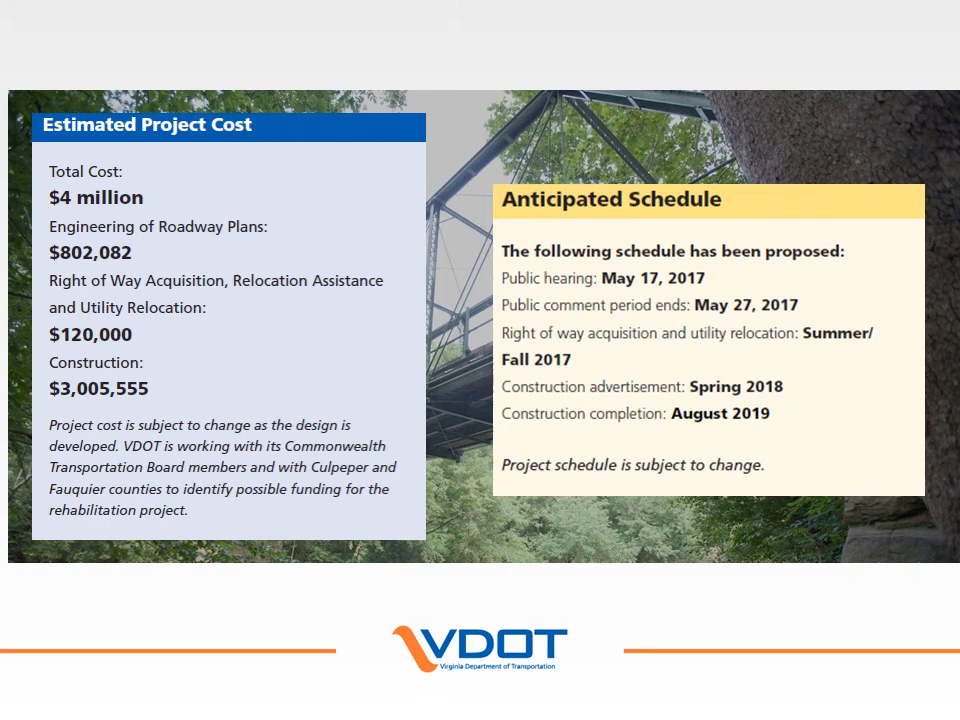 Estimated Project Cost
Total Cost:
$4 million
Engineering of Roadway Plans:
$802,082
Right of Way Acquisition, Relocation Assistance
and Utility Relocation:
$120,000
Construction:
$3,005,555
Project cost is subject to change as the design is
developed. VDOT is working with its Commonwealth
Transportation Board members and with Culpeper and
Fauquier counties to identify possible funding for the
rehabilitation project.
Anticipated Schedule
The following schedule has been proposed:
Public hearing: May 17, 2017
Public comment period ends: May 27, 2017
Right of way acquisition and utility relocation: Summer/
Fall 2017
Construction advertisement: Spring 2018
Construction completion: August 2019
Project schedule is subject to change.
VDOT
Virginia Department of Transportation